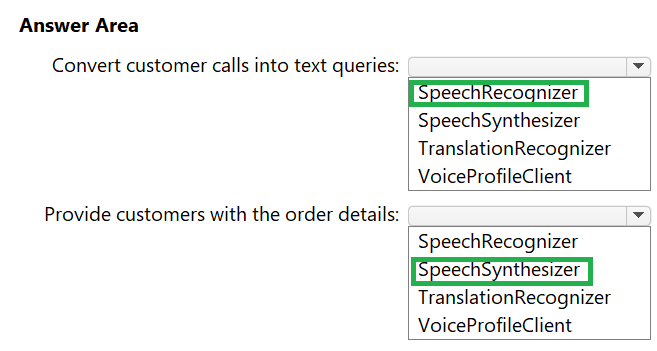 Answer Area
Convert customer calls into text queries:
SpeechRecognizer
SpeechSynthesizer
TranslationRecognizer
VoiceProfileClient
Provide customers with the order details:
SpeechRecognizer
SpeechSynthesizer
TranslationRecognizer
VoiceProfileClient